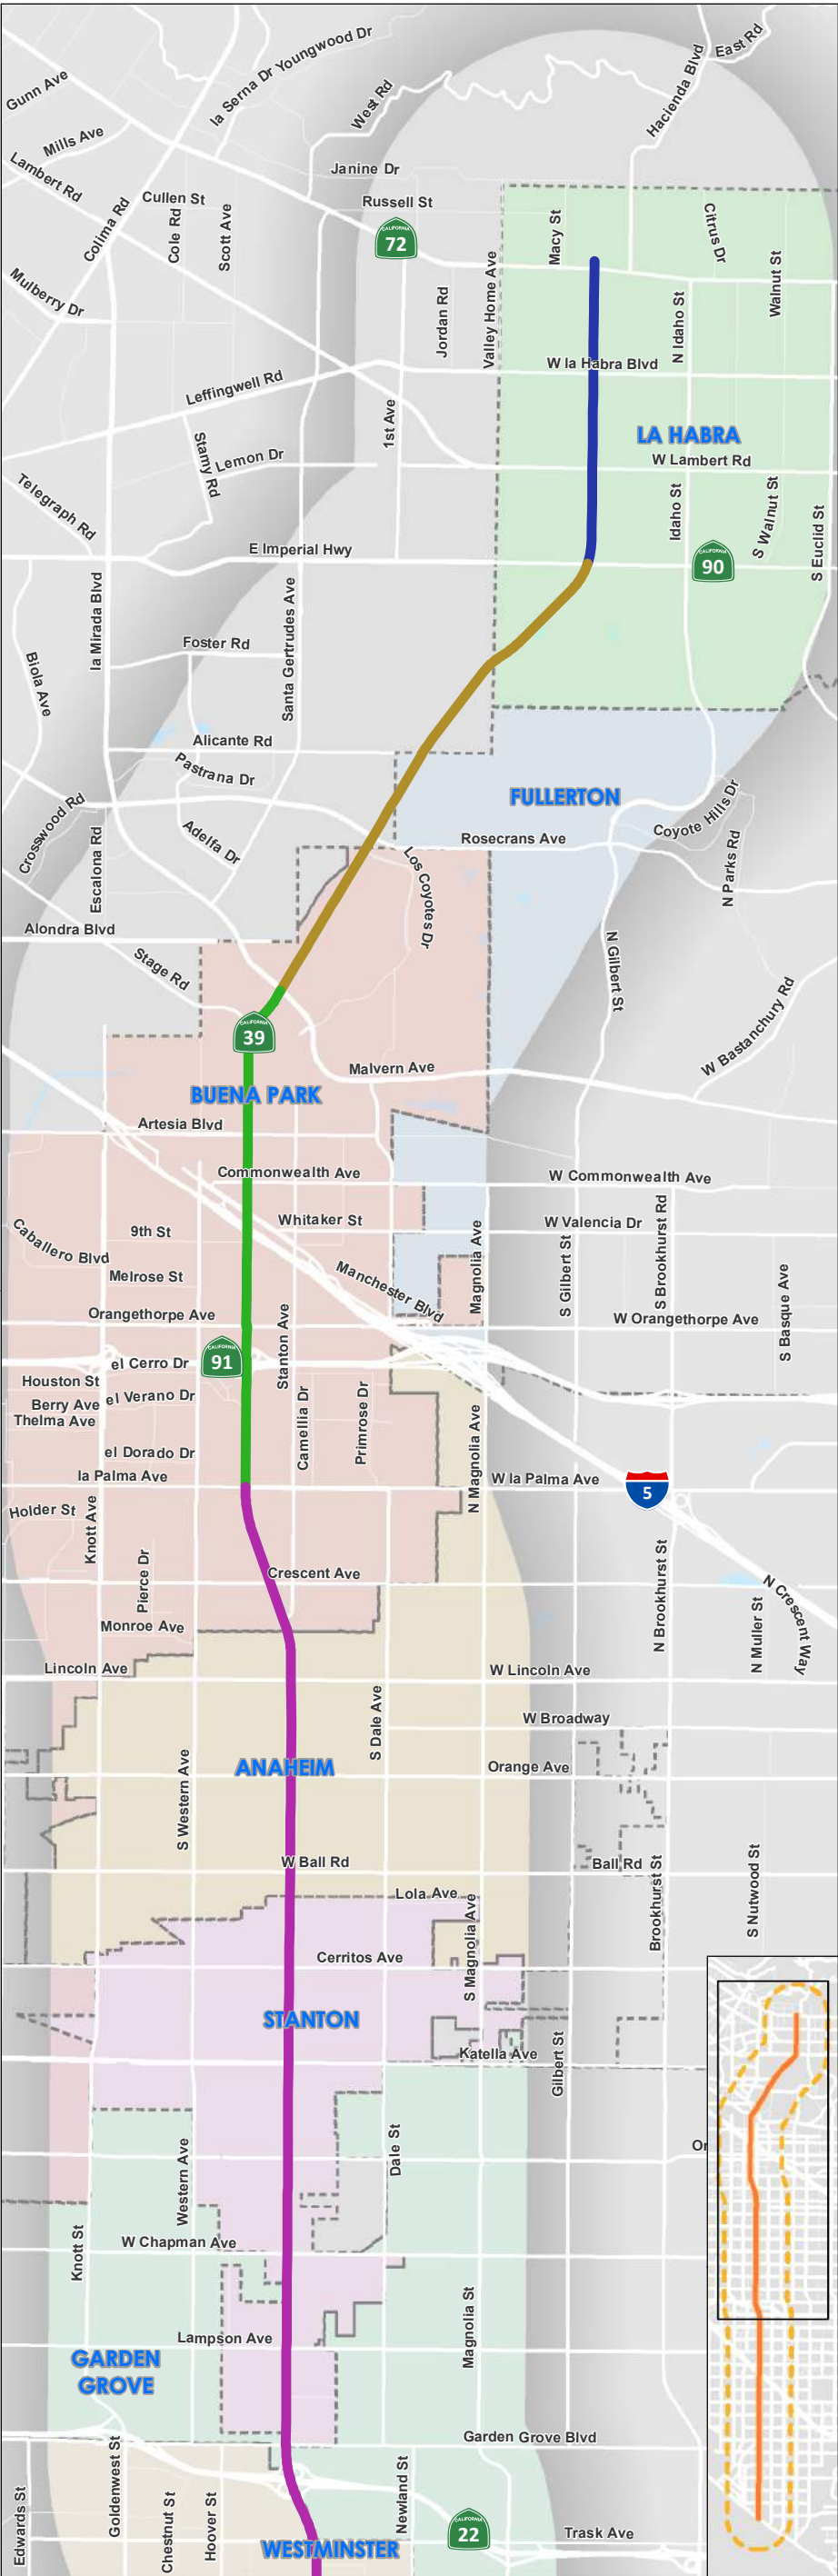 Gunn Ave
la Serna Dr
Youngwood Dr
West Rd
Hacienda Blvd
East Rd
Mills Ave
Lambert Rd
Colima Rd
Cullen St
Cole Rd
Scott Ave
Janine Dr
Russell St
CALIFORNIA
72
Macy St
Citrus Dr
Walnut St
Mulberry Dr
Jordan Rd
Valley Home Ave
N Idaho St
Leffingwell Rd
W la Habra Blvd
1st Ave
LA HABRA
Stamy Rd
Lemon Dr
W Lambert Rd
Telegraph Rd
Idaho St
S Walnut St
S Euclid St
E Imperial Hwy
CALIFORNIA
90
la Mirada Blvd
Santa Gertrudes Ave
Biola Ave
Foster Rd
Alicante Rd
Pastrana Dr
Crosswood Rd
Adelfa Dr
FULLERTON
Coyote Hills Dr
Rosecrans Ave
N Parks Rd
Escalona Rd
Los Coyotes Dr
Alondra Blvd
Stage Rd
N Gilbert St
W Bastanchury Rd
CALIFORNIA
39
Malvern Ave
BUENA PARK
Artesia Blvd
Commonwealth Ave
W Commonwealth Ave
Caballero Blvd
9th St
Whitaker St
W Valencia Dr
S Gilbert St
S Brookhurst Rd
Magnolia Ave
Melrose St
Manchester Blvd
S Basque Ave
Orangethorpe Ave
W Orangethorpe Ave
Stanton Ave
CALIFORNIA
91
el Cerro Dr
Houston St
Berry Ave
el Verano Dr
Thelma Ave
Camellia Dr
Primrose Dr
N Magnolia Ave
el Dorado Dr
la Palma Ave
W la Palma Ave
5
Holder St
Knott Ave
Pierce Dr
Crescent Ave
N Brookhurst St
N Muller St
N Crescent Way
Monroe Ave
Lincoln Ave
W Lincoln Ave
S Dale Ave
W Broadway
ANAHEIM
Orange Ave
S Western Ave
W Ball Rd
Ball Rd
Brookhurst St
S Nutwood St
Lola Ave
S Magnolia Ave
Cerritos Ave
STANTON
Katella Ave
Gilbert St
Or
Dale St
Western Ave
Knott St
W Chapman Ave
Magnolia St
Lampson Ave
GARDEN
GROVE
Garden Grove Blvd
Edwards St
Goldenwest St
Chestnut St
Hoover St
Newland St
CALIFORNIA
22
Trask Ave
WESTMINSTER